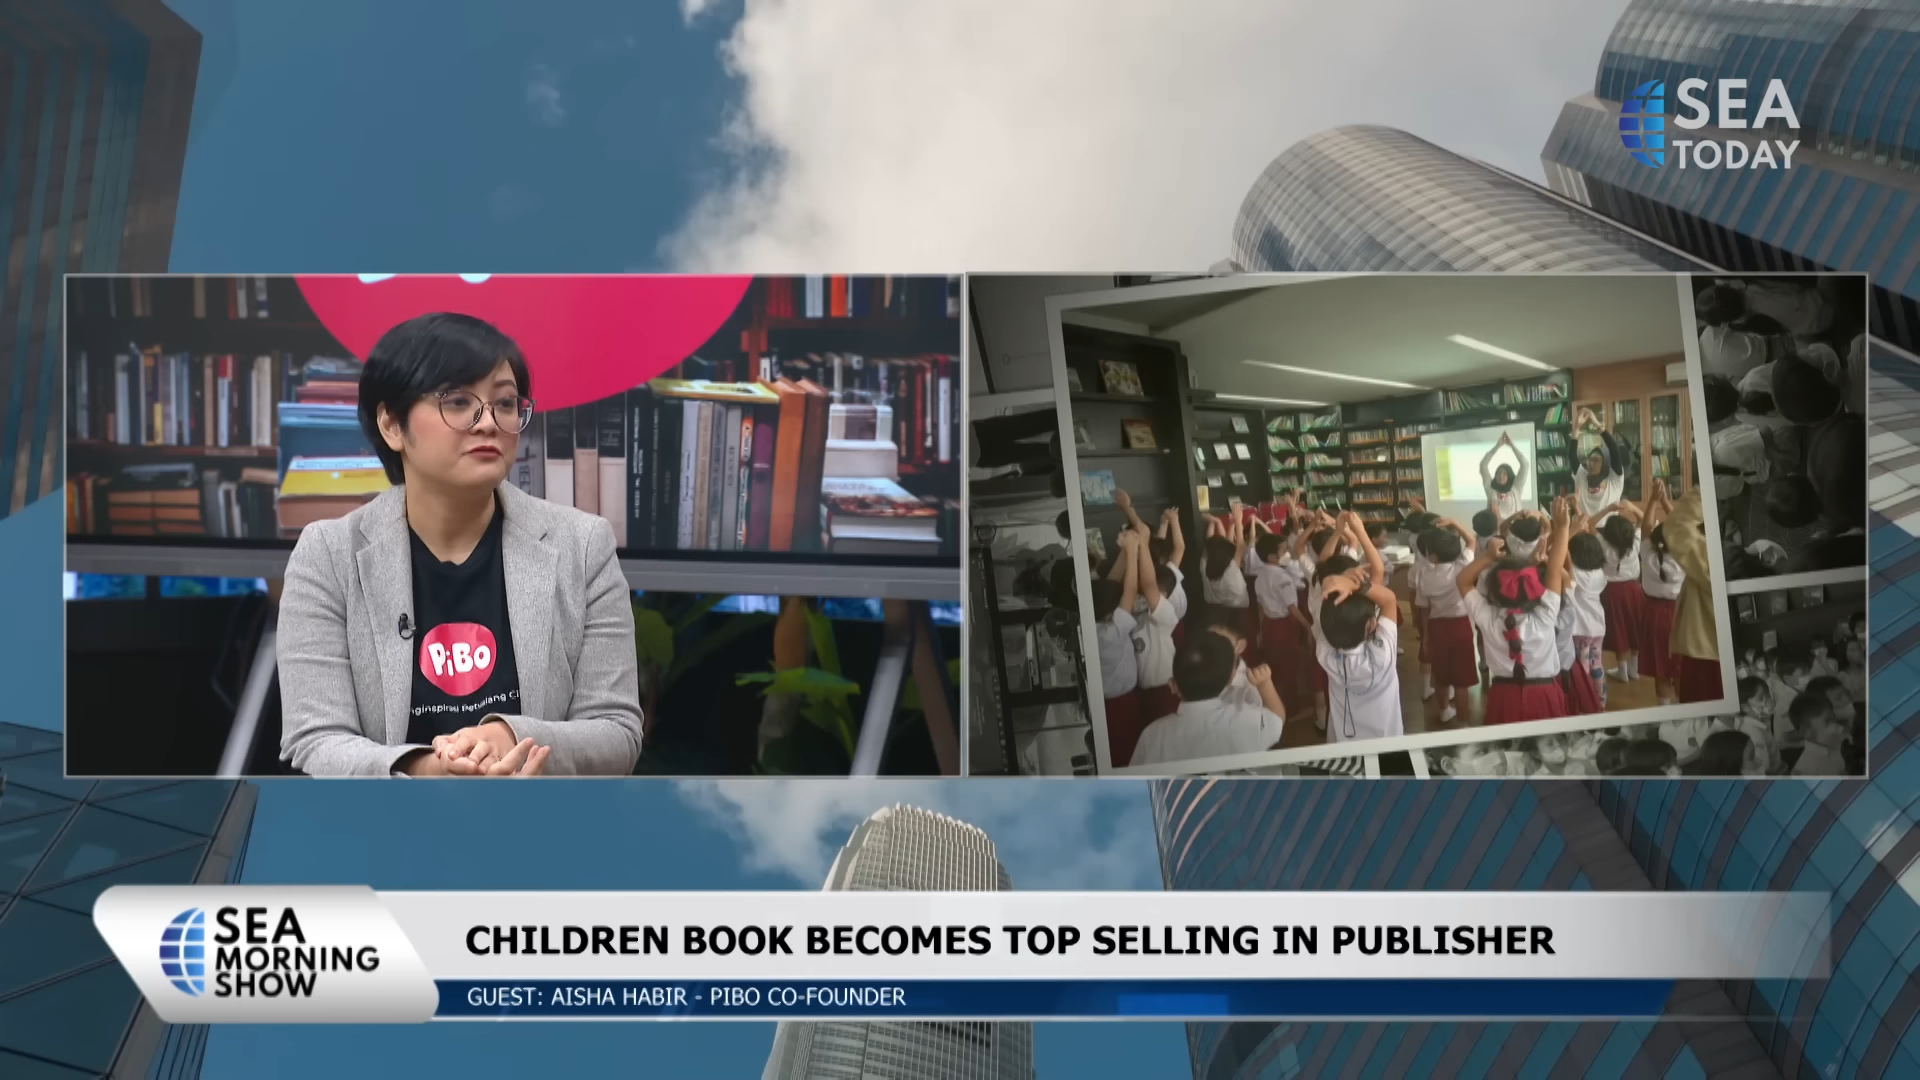 SEA
TODAY
PiBO
SEA
MORNING
SHOW
CHILDREN BOOK BECOMES TOP SELLING IN PUBLISHER
GUEST: AISHA HABIR - PIBO CO-FOUNDER